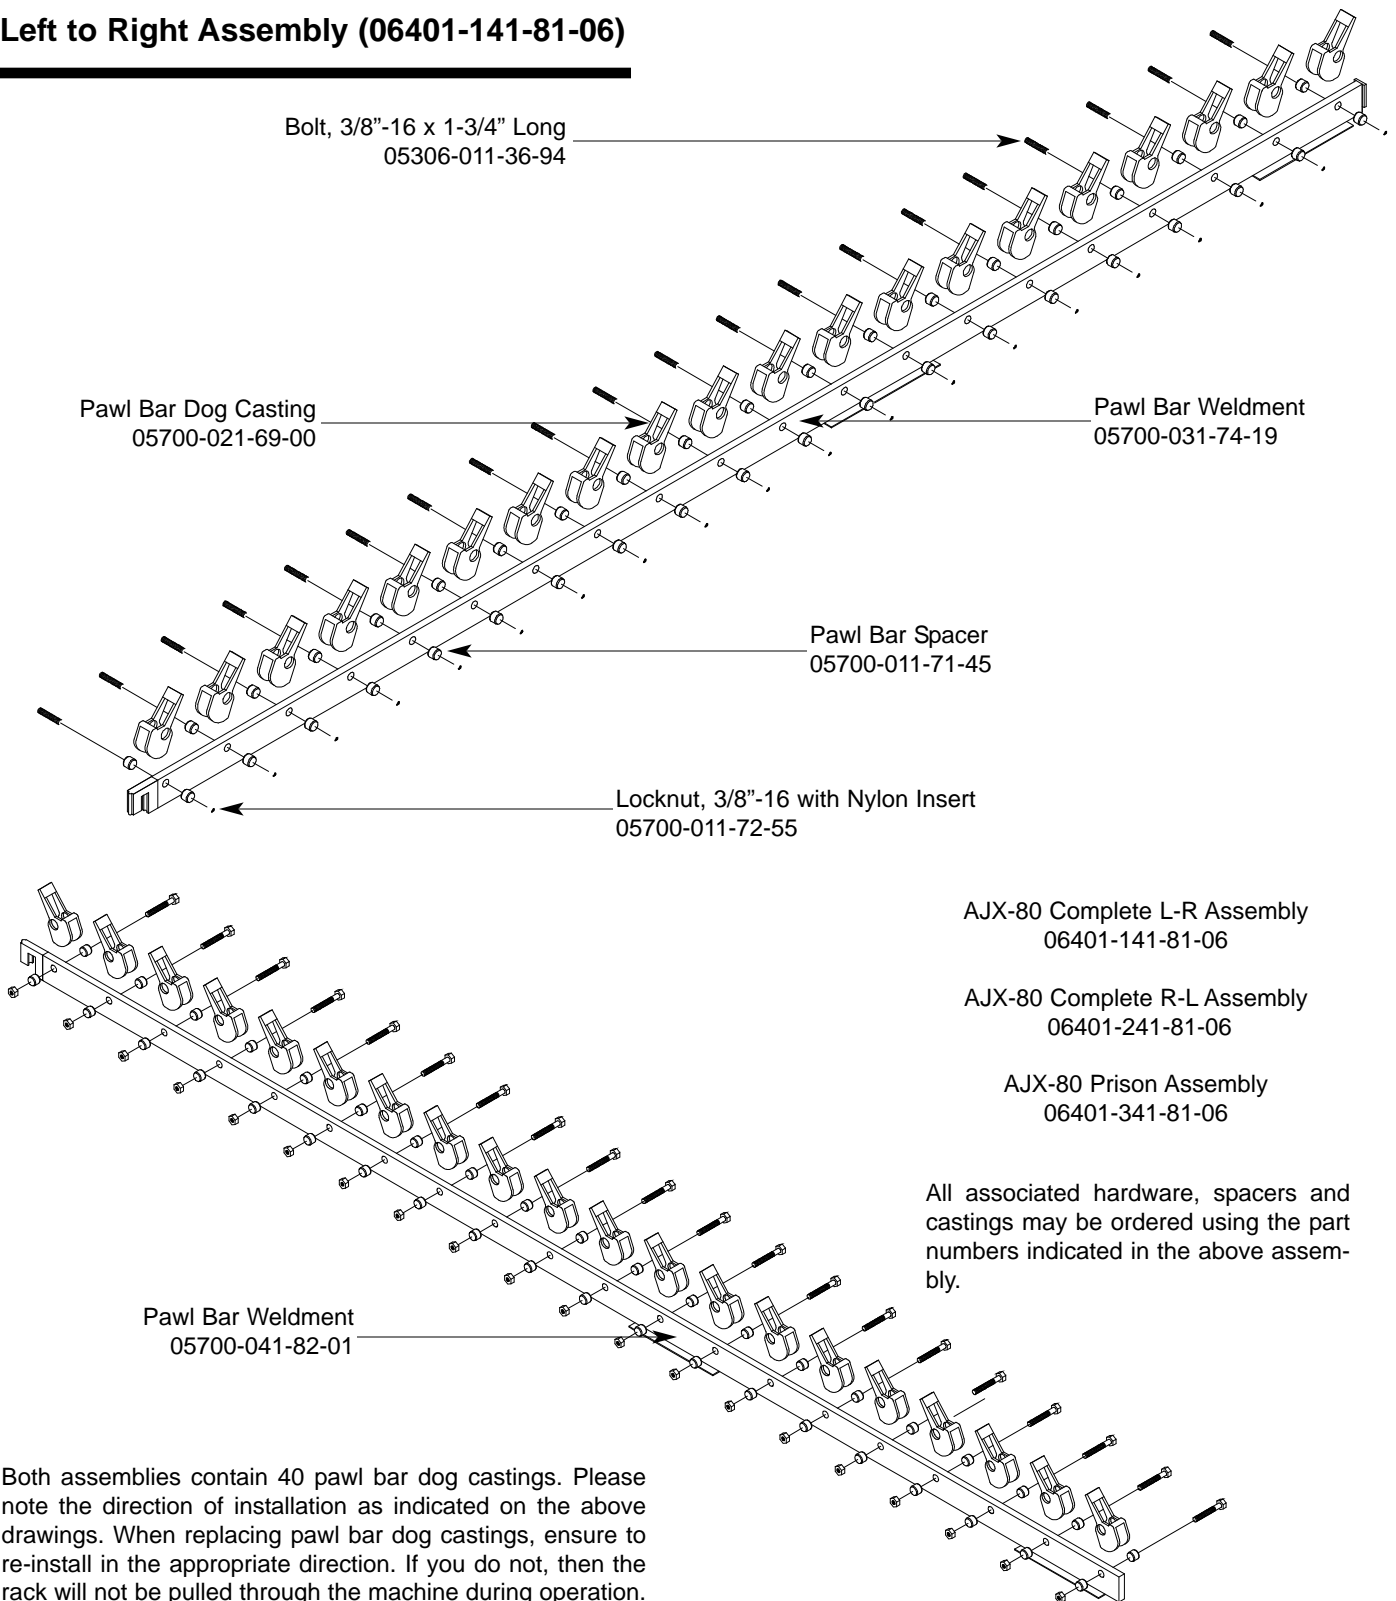 Left to Right Assembly (06401-141-81-06)
Bolt, 3/8”-16 x 1-3/4” Long
05306-011-36-94
Pawl Bar Dog Casting
05700-021-69-00
Pawl Bar Weldment
05700-031-74-19
Pawl Bar Spacer
05700-011-71-45
Locknut, 3/8”-16 with Nylon Insert
05700-011-72-55
AJX-80 Complete L-R Assembly
06401-141-81-06
AJX-80 Complete R-L Assembly
06401-241-81-06
AJX-80 Prison Assembly
06401-341-81-06
All associated hardware, spacers and
castings may be ordered using the part
numbers indicated in the above assem-
bly.
Pawl Bar Weldment
05700-041-82-01
Both assemblies contain 40 pawl bar dog castings. Please
note the direction of installation as indicated on the above
drawings. When replacing pawl bar dog castings, ensure to
re-install in the appropriate direction. If you do not, then the
rack will not be pulled through the machine during operation.